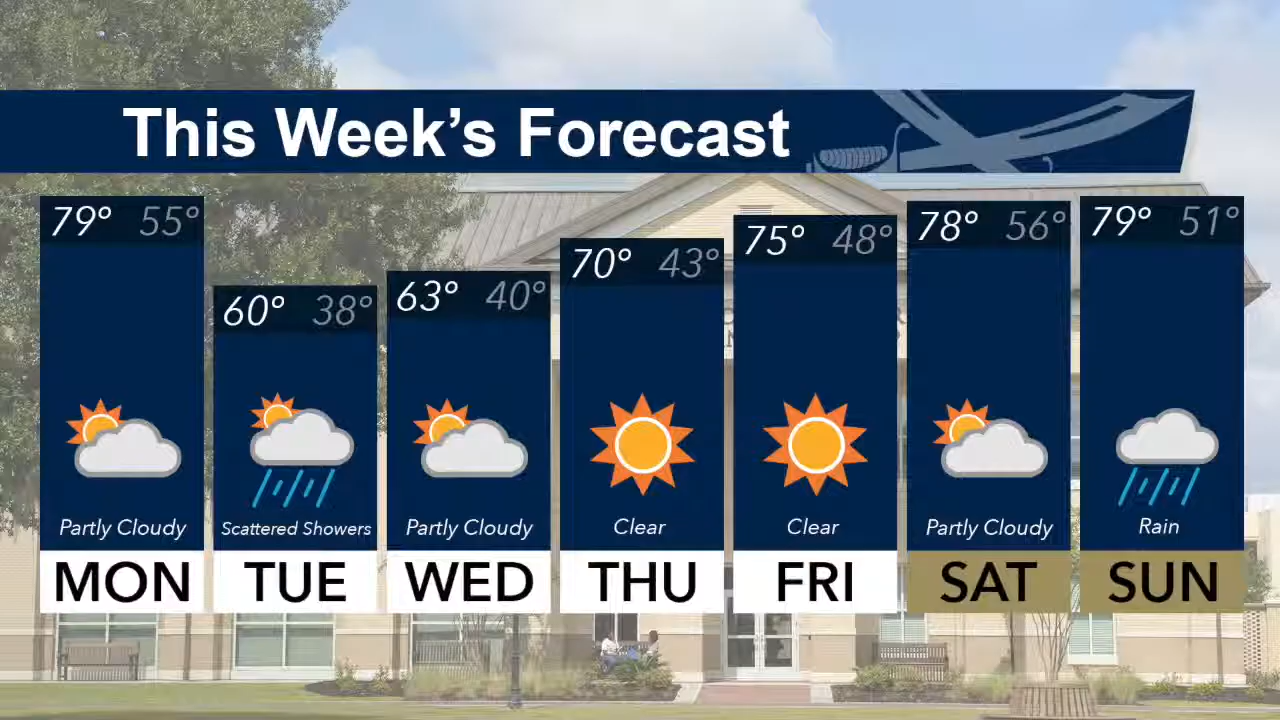 This Week's Forecast
79° 55°
Partly Cloudy
MON
60° 38°
Scattered Showers
TUE
63° 40°
Partly Cloudy
WED
70° 43°
Clear
THU
75° 48°
Clear
FRI
78° 56°
Partly Cloudy
SAT
79° 51°
Rain
SUN